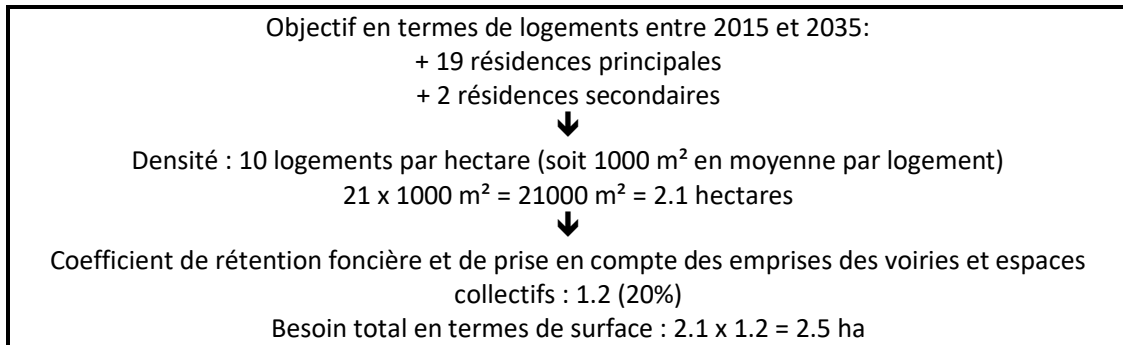 Objectif en termes de logements entre 2015 et 2035:
+ 19 résidences principales
+ 2 résidences secondaires
🡻
Densité : 10 logements par hectare (soit 1000 m² en moyenne par logement)
21 x 1000 m² = 21000 m² = 2.1 hectares
🡻
Coefficient de rétention foncière et de prise en compte des emprises des voiries et espaces
collectifs : 1.2 (20%)
Besoin total en termes de surface : 2.1 x 1.2 = 2.5 ha